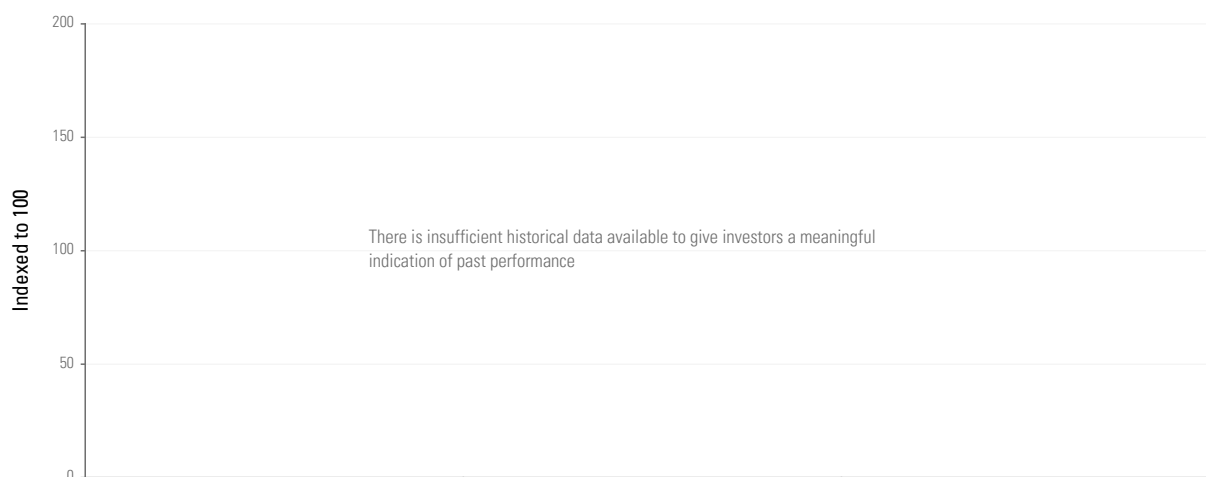 200
150
Indexed to 100
There is insufficient historical data available to give investors a meaningful
100
indication of past performance
50
0